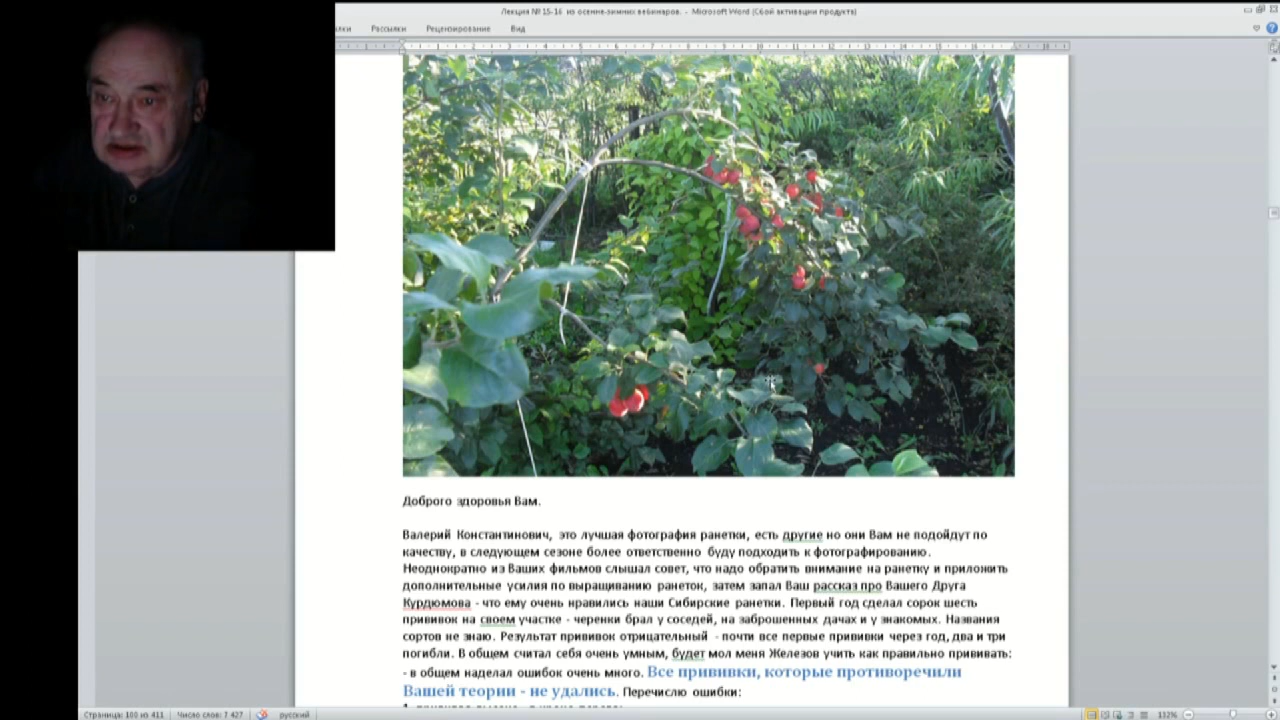 Лекция № 15-16 из осенне-зимних вебинаров. - Microsoft Word (Сбой активации продукта)
Рассылки Рецензирование Вид
Доброго здоровья Вам.
Валерий Константинович, это лучшая фотография ранетки, есть другие но они Вам не подойдут по
качеству, в следующем сезоне более ответственно буду подходить к фотографированию.
Неоднократно из Ваших фильмов слышал совет, что надо обратить внимание на ранетку и приложить
дополнительные усилия по выращиванию ранеток, затем запал Ваш рассказ про Вашего Друга
Курдюмова - что ему очень нравились наши Сибирские ранетки. Первый год сделал сорок шесть
прививок на своем участке - черенки брал у соседей, на заброшенных дачах и у знакомых. Названия
сортов не знаю. Результат прививок отрицательный - почти все первые прививки через год, два и три
погибли. В общем считал себя очень умным, будет мол меня Железов учить как правильно прививать:
- в общем наделал ошибок очень много. Все прививки, которые противоречили
Вашей теории - не удались. Перечислю ошибки:
Страница: 100 из 411 Число слов: 7 427 русский 132%